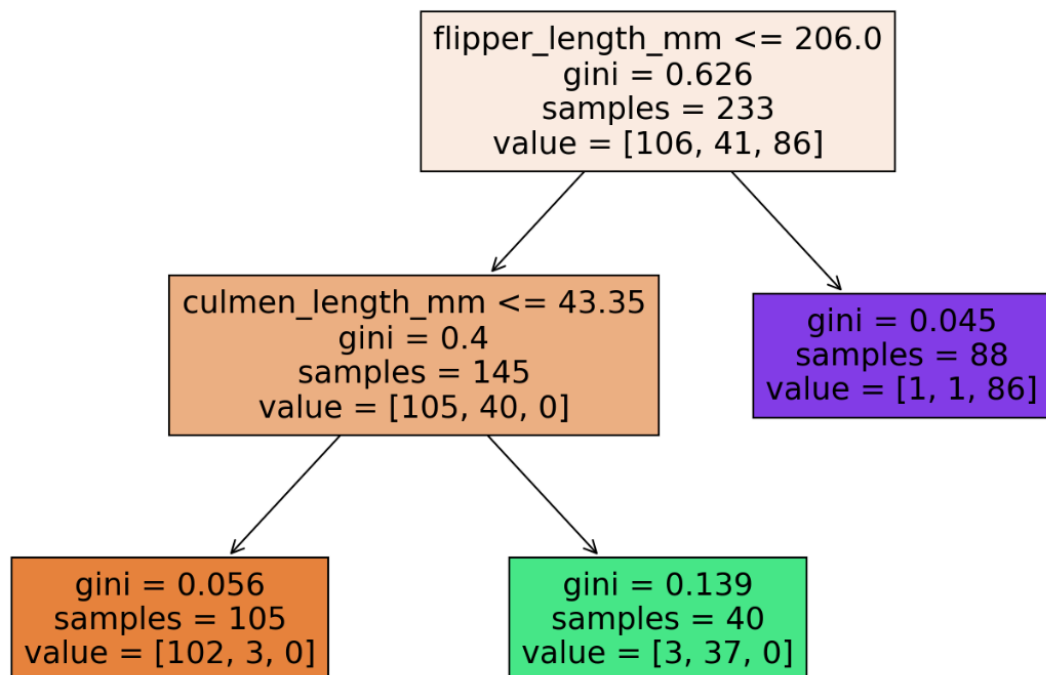 flipper_length_mm <= 206.0
gini = 0.626
samples = 233
value = [106, 41, 86]
culmen_length_mm <= 43.35
gini = 0.4
samples = 145
value = [105, 40, 0]
gini = 0.045
samples = 88
value = [1, 1, 86]
gini = 0.056
samples = 105
value = [102, 3, 0]
gini = 0.139
samples = 40
value = [3, 37, 0]